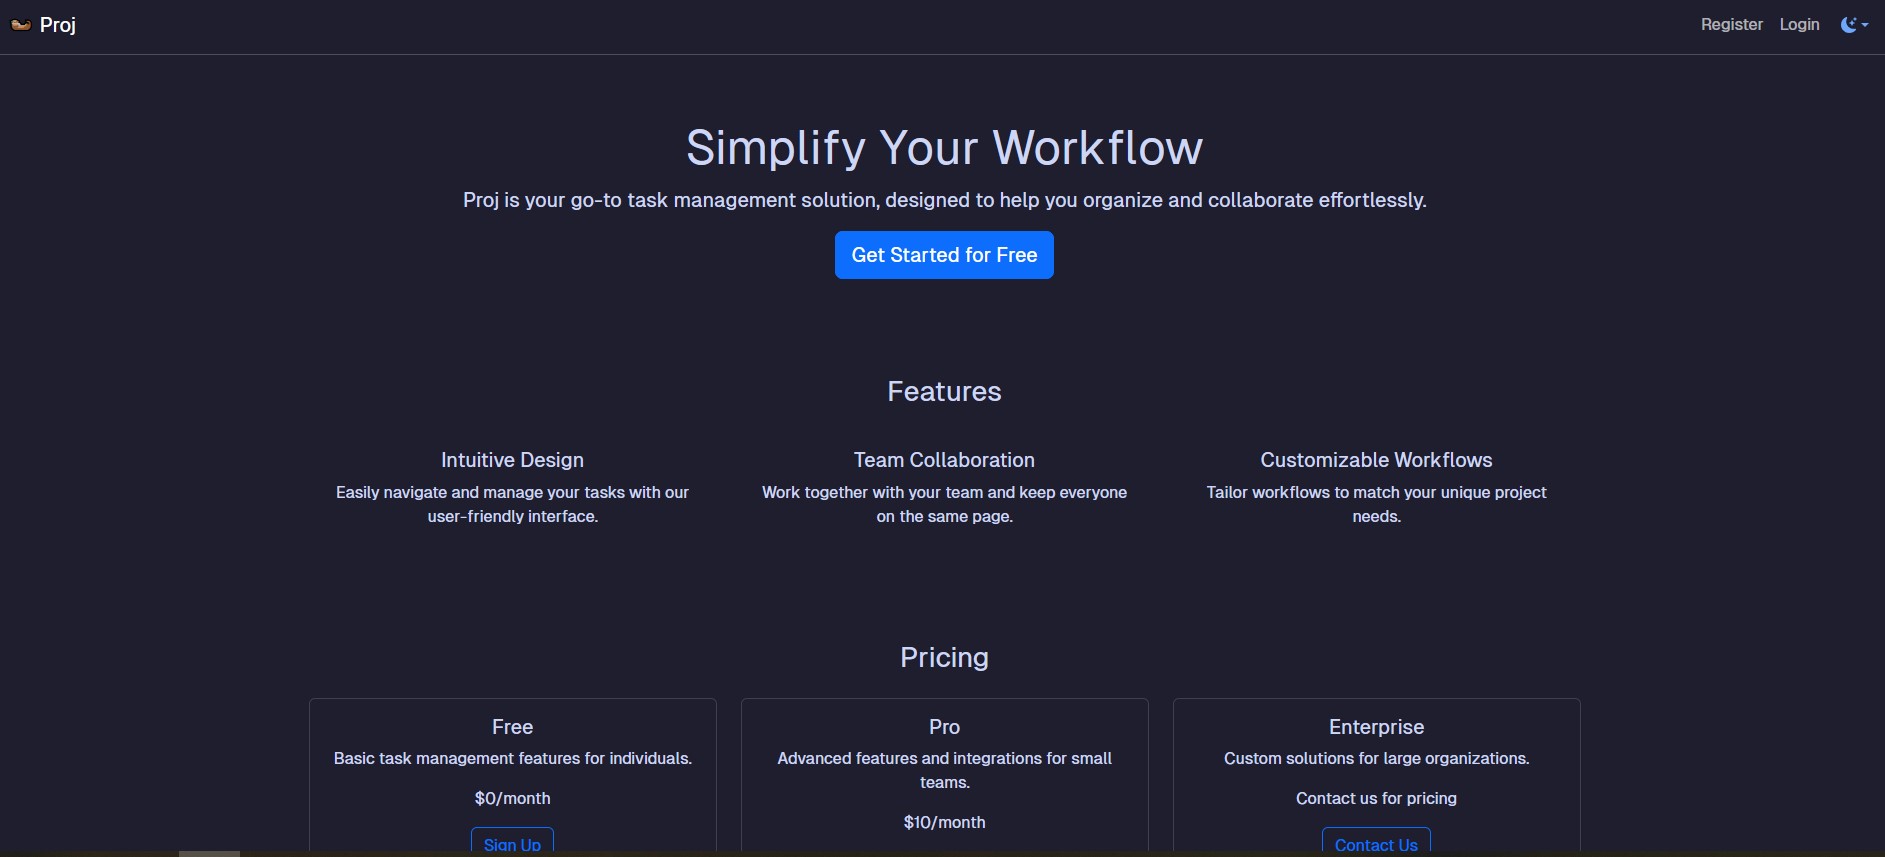 Proj
Register Login
Simplify Your Workflow
Proj is your go-to task management solution, designed to help you organize and collaborate effortlessly.
Get Started for Free
Features
Intuitive Design
Easily navigate and manage your tasks with our
user-friendly interface.
Team Collaboration
Work together with your team and keep everyone
on the same page.
Customizable Workflows
Tailor workflows to match your unique project
needs.
Pricing
Free
Basic task management features for individuals.
$0/month
Sign Up
Pro
Advanced features and integrations for small
teams.
$10/month
Enterprise
Custom solutions for large organizations.
Contact us for pricing
Contact Us